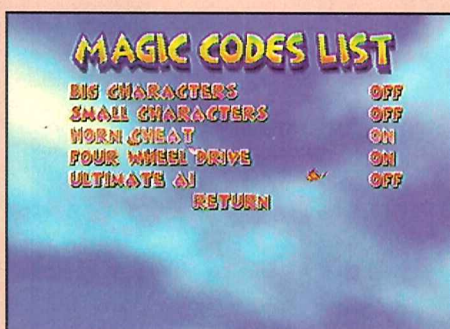 MAGIC CODES LIST
BIG CHARACTERS OFF
SMALL CHARACTERS OFF
HORN CHEAT ON
FOUR WHEEL DRIVE ON
ULTIMATE AI OFF
RETURN